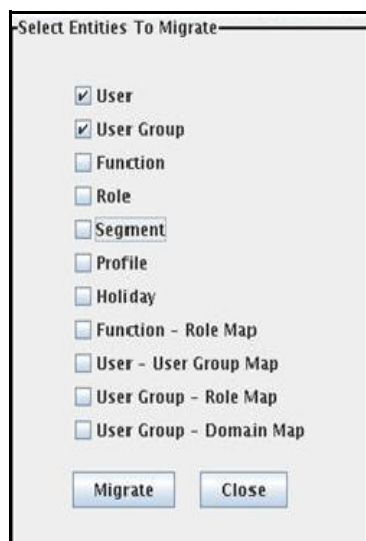 Select Entities To Migrate
User
User Group
Function
Role
Segment
Profile
Holiday
Function - Role Map
User - User Group Map
User Group - Role Map
User Group - Domain Map
Migrate Close